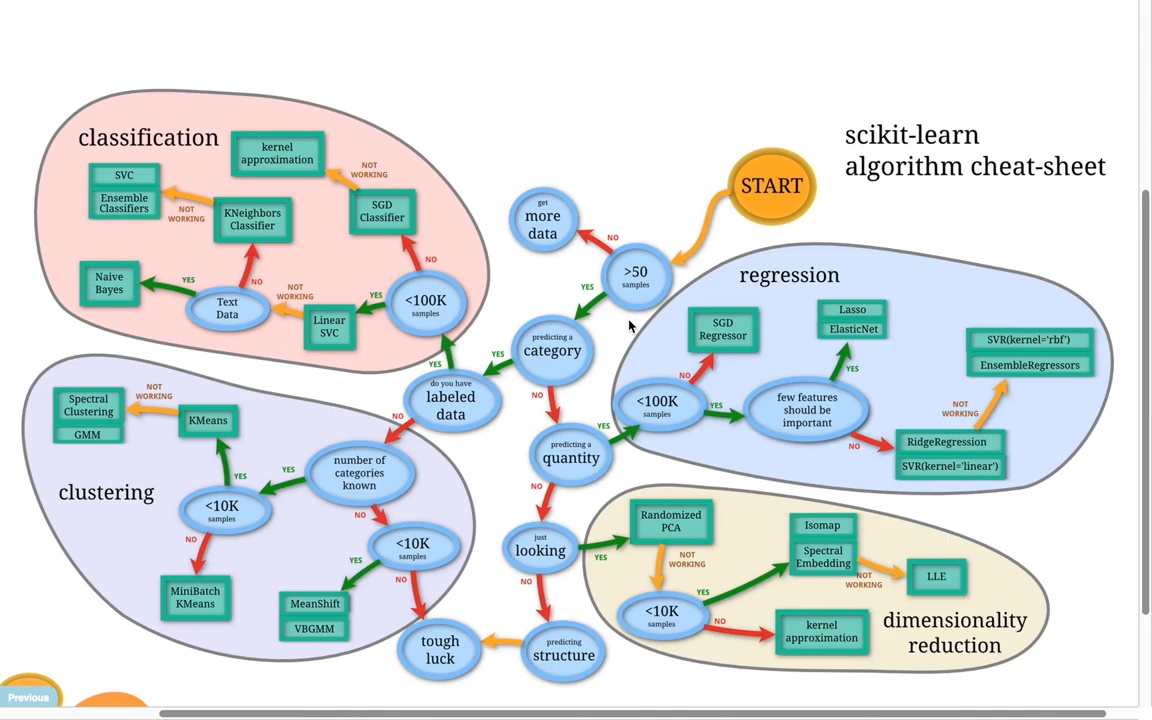 scikit-learn
algorithm cheat-sheet
START
classification
kernel
approximation
NOT
WORKING
SVC
Ensemble
Classifiers
NOT
WORKING
KNeighbors
Classifier
SGD
Classifier
NO
Naive
Bayes
YES
Text
Data
NO
NOT
WORKING
Linear
SVC
YES
<100K
samples
YES
get
more
data
NO
>50
samples
YES
predicting a
category
YES
do you have
labeled
data
NO
NO
predicting a
quantity
YES
NO
just
looking
YES
NO
predicting
structure
tough
luck
regression
SGD
Regressor
NO
<100K
samples
YES
Lasso
ElasticNet
YES
few features
should be
important
NO
SVR(kernel='rbf')
EnsembleRegressors
NOT
WORKING
RidgeRegression
SVR(kernel='linear')
clustering
Spectral
Clustering
GMM
NOT
WORKING
KMeans
YES
<10K
samples
YES
number of
categories
known
NO
NO
MiniBatch
KMeans
<10K
samples
YES
NO
MeanShift
VBGMM
dimensionality
reduction
Randomized
PCA
NOT
WORKING
<10K
samples
YES
NO
Isomap
Spectral
Embedding
NOT
WORKING
LLE
kernel
approximation
Previous